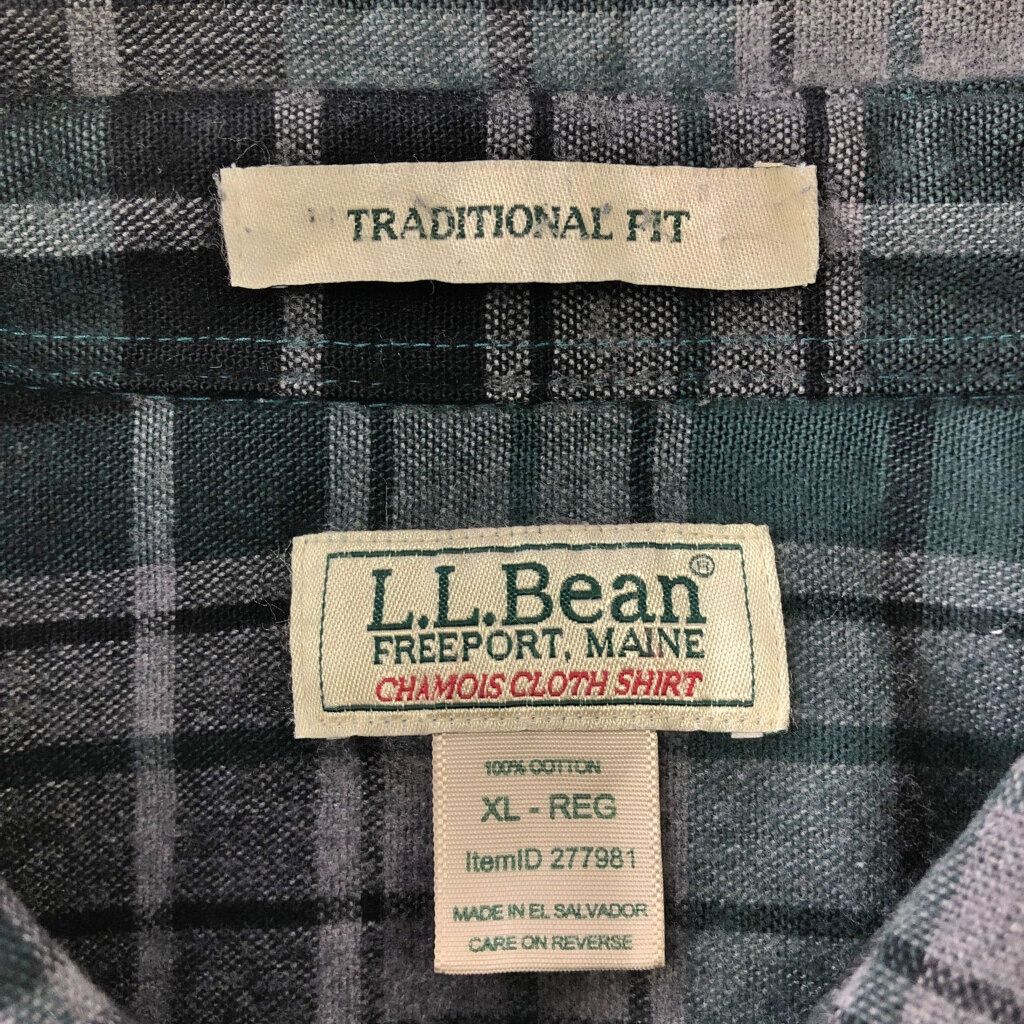 TRADITIONAL FIT
L.L.Bean®
FREEPORT, MAINE
CHAMOIS CLOTH SHIRT
100% COTTON
XL - REG
ItemID 277981
MADE IN EL SALVADOR
CARE ON REVERSE